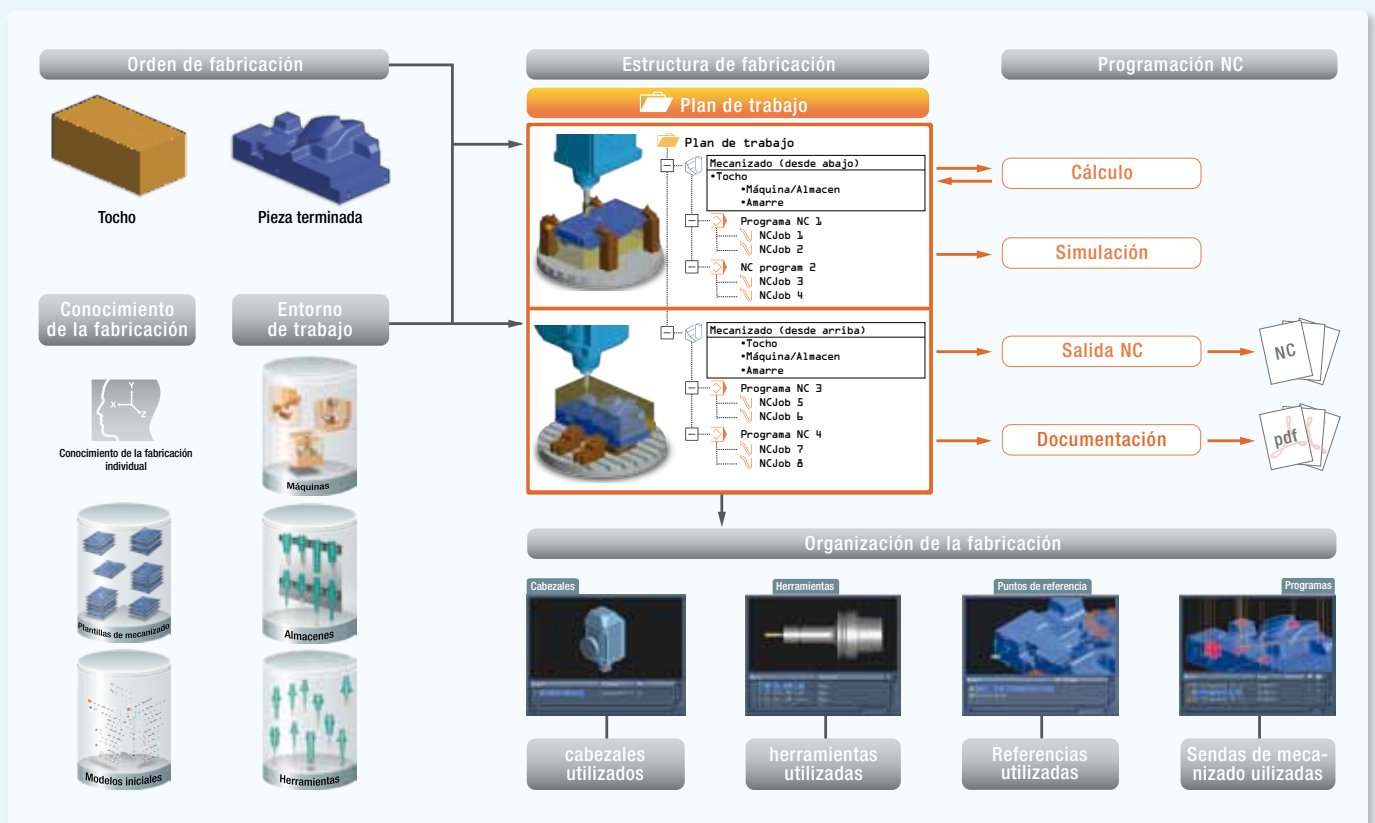 Orden de fabricación
Estructura de fabricación
Programación NC
Tocho
Pieza terminada
Plan de trabajo
Plan de trabajo
Mecanizado (desde abajo)
•Tocho
•Máquina/Almacen
•Amarre
Programa NC 1
NCJob 1
NCJob 2
NC program 2
NCJob 3
NCJob 4
Mecanizado (desde arriba)
•Tocho
•Máquina/Almacen
•Amarre
Programa NC 3
NCJob 5
NCJob 6
Programa NC 4
NCJob 7
NCJob 8
Cálculo
Simulación
Salida NC
NC
Documentación
pdf
Conocimiento
de la fabricación
Entorno
de trabajo
Y
X
Z
Conocimiento de la fabricación
individual
Máquinas
Plantillas de mecanizado
Almacenes
Modelos iniciales
Herramientas
Organización de la fabricación
Cabezales
Herramientas
Puntos de referencia
Programas
cabezales
utilizados
herramientas
utilizadas
Referencias
utilizadas
Sendas de meca-
nizado uilizadas